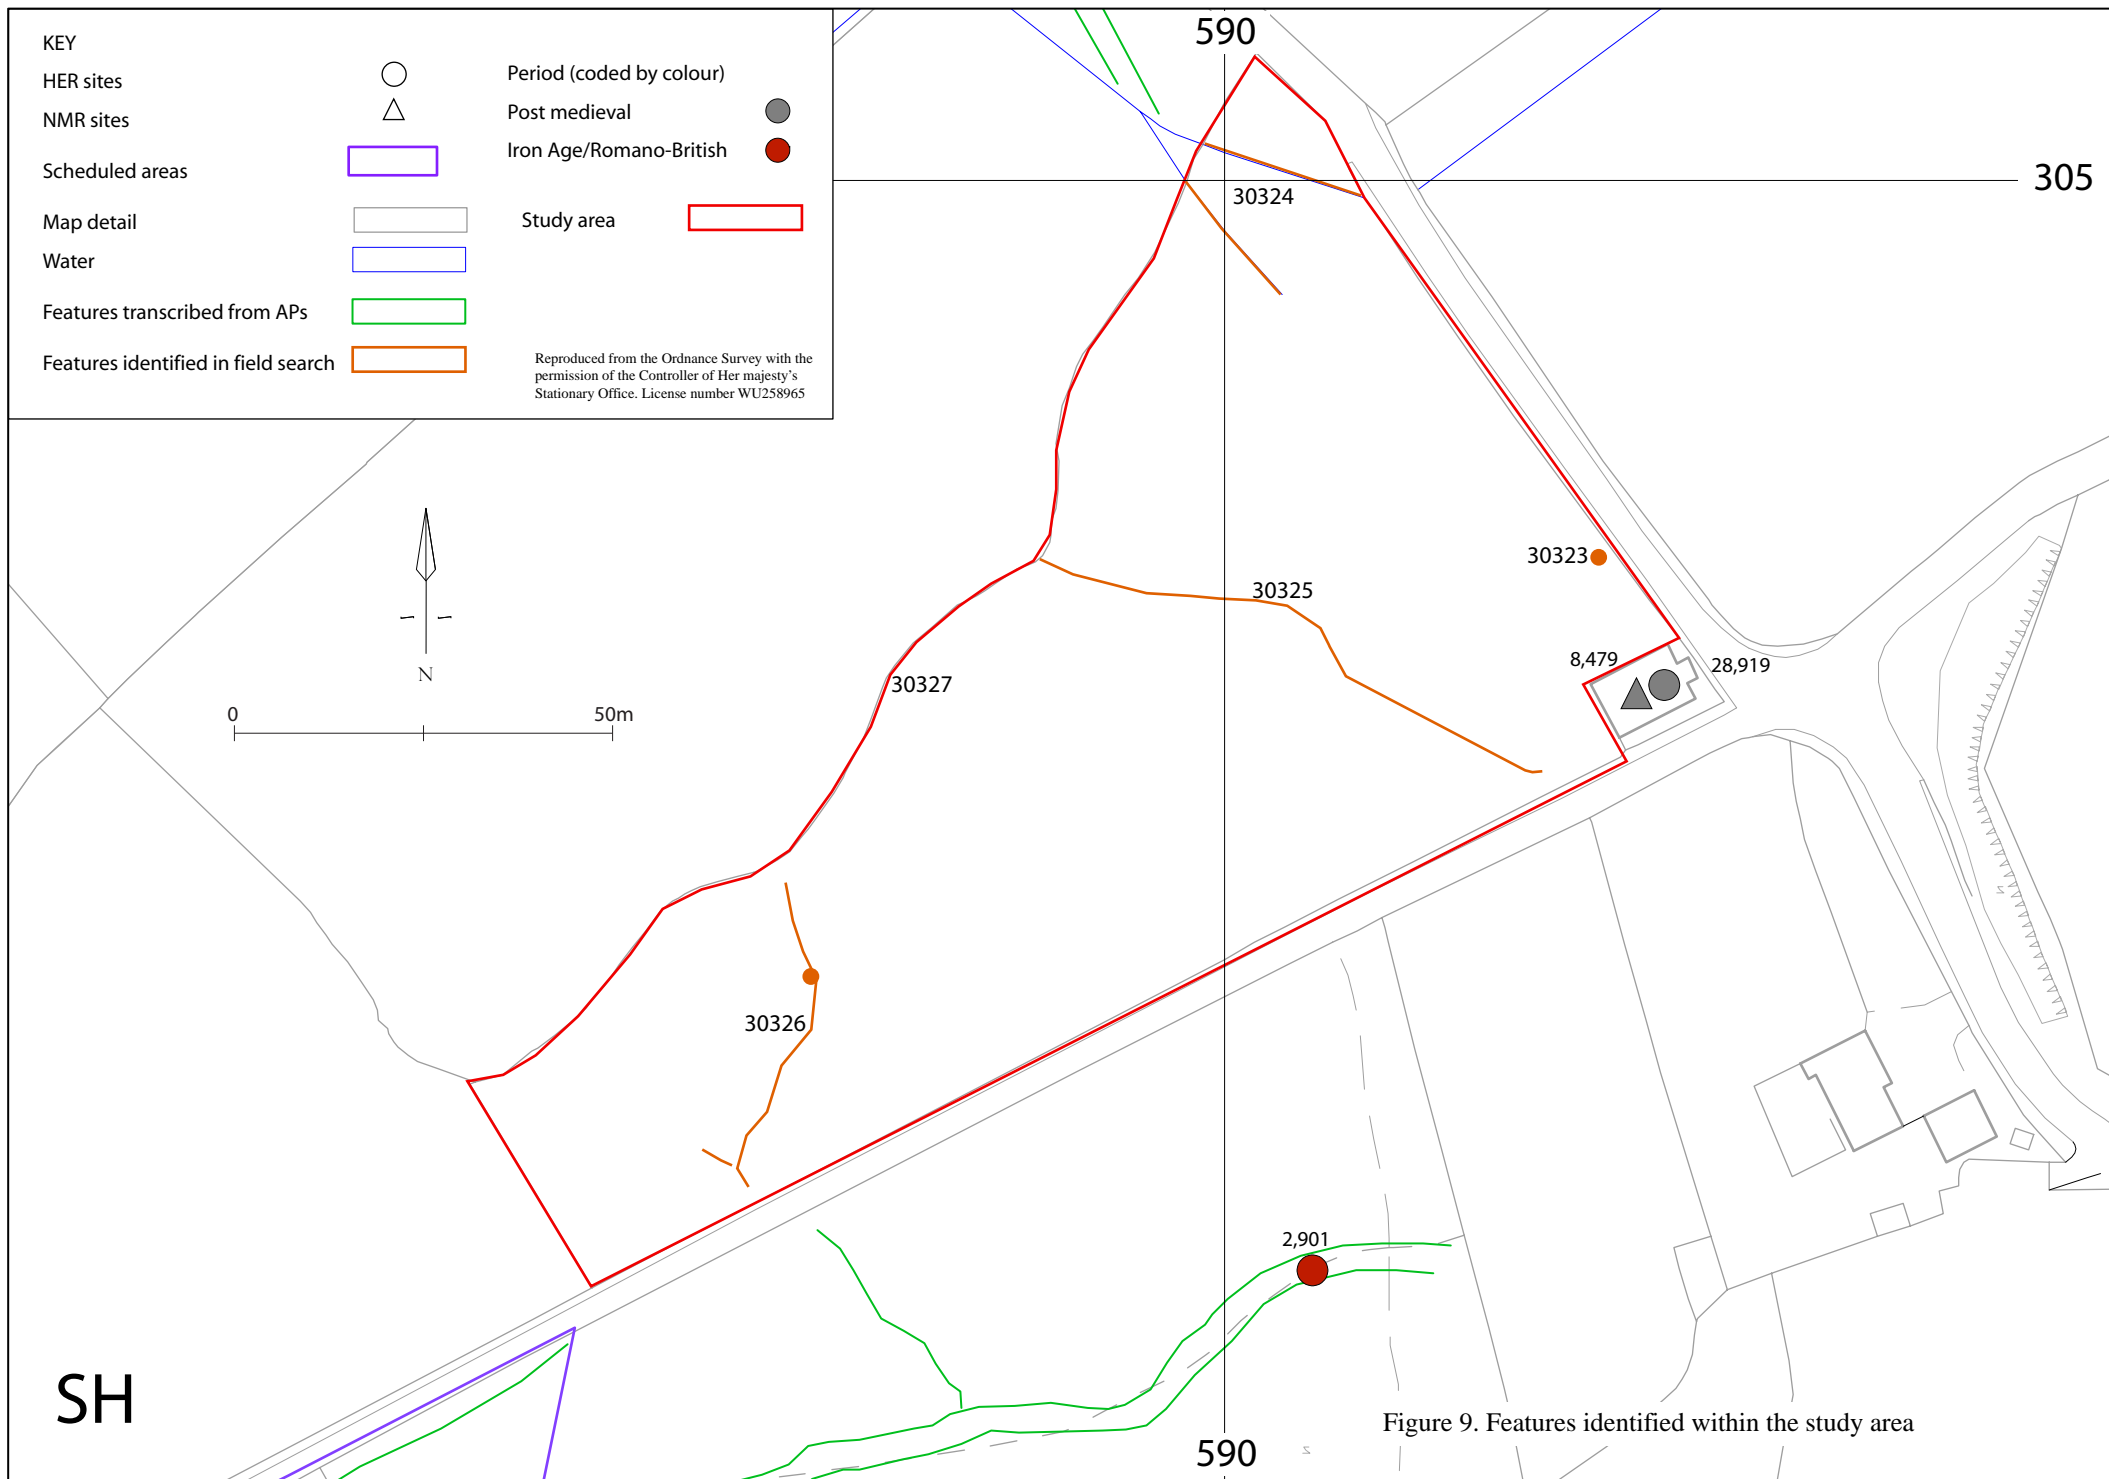 KEY
HER sites
NMR sites
Scheduled areas
Map detail
Water
Features transcribed from APs
Features identified in field search
Period (coded by colour)
Post medieval
Iron Age/Romano-British
Study area
Reproduced from the Ordnance Survey with the
permission of the Controller of Her majesty's
Stationary Office. License number WU258965
590
305
30324
30323
30325
8,479
28,919
30327
N
0 50m
30326
2,901
SH
590
Figure 9. Features identified within the study area